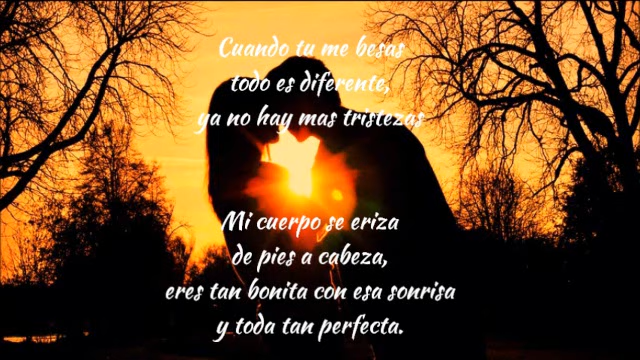 Cuando tu me besas
todo es diferente,
ya no hay mas tristezas
Mi cuerpo se eriza
de pies a cabeza,
eres tan bonita con esa sonrisa
y toda tan perfecta.